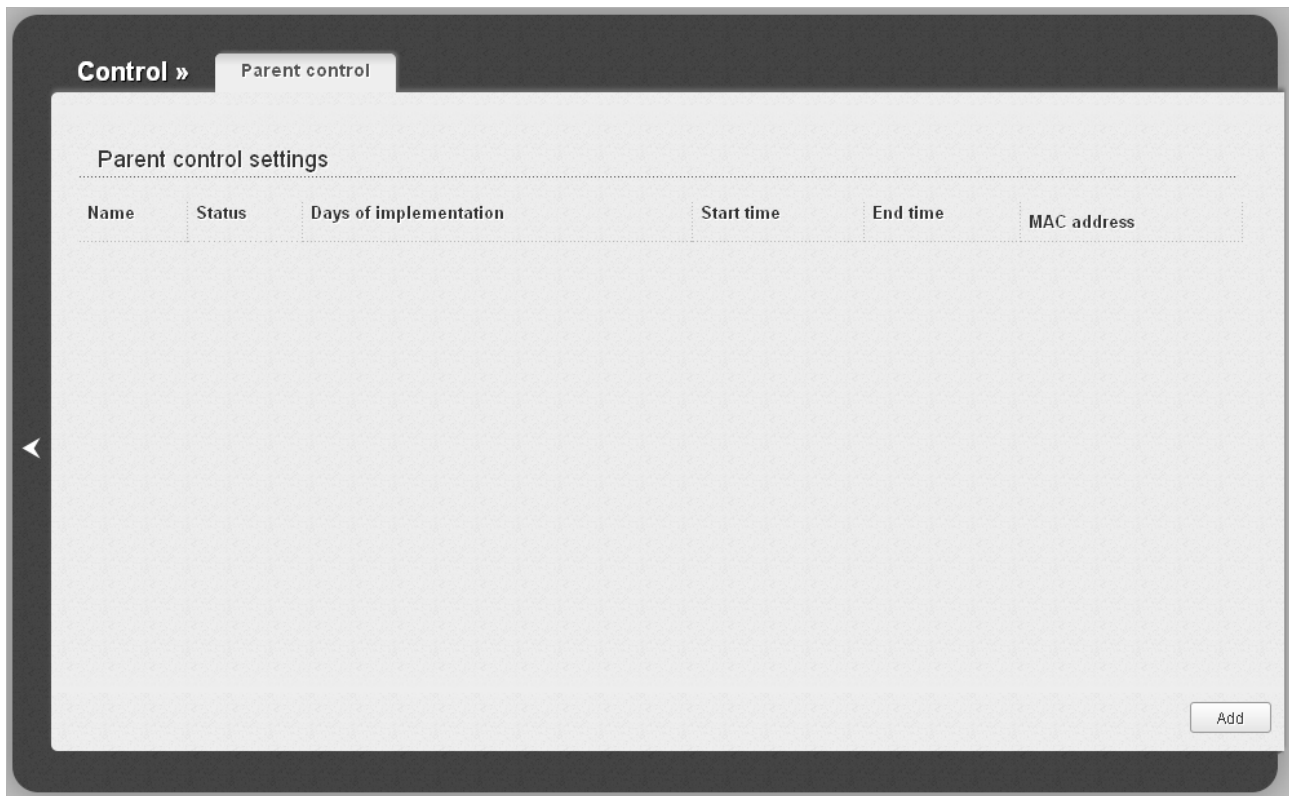 Control » Parent control
Parent control settings
Name Status Days of implementation Start time End time MAC address
Add